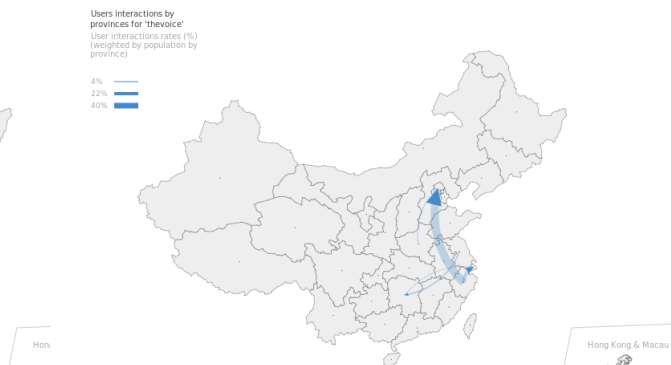 Users interactions by
provinces for 'thevoice'
User interactions rates (%)
(weighted by population by
province)
4%
22%
40%
Hon
Hong Kong & Macau